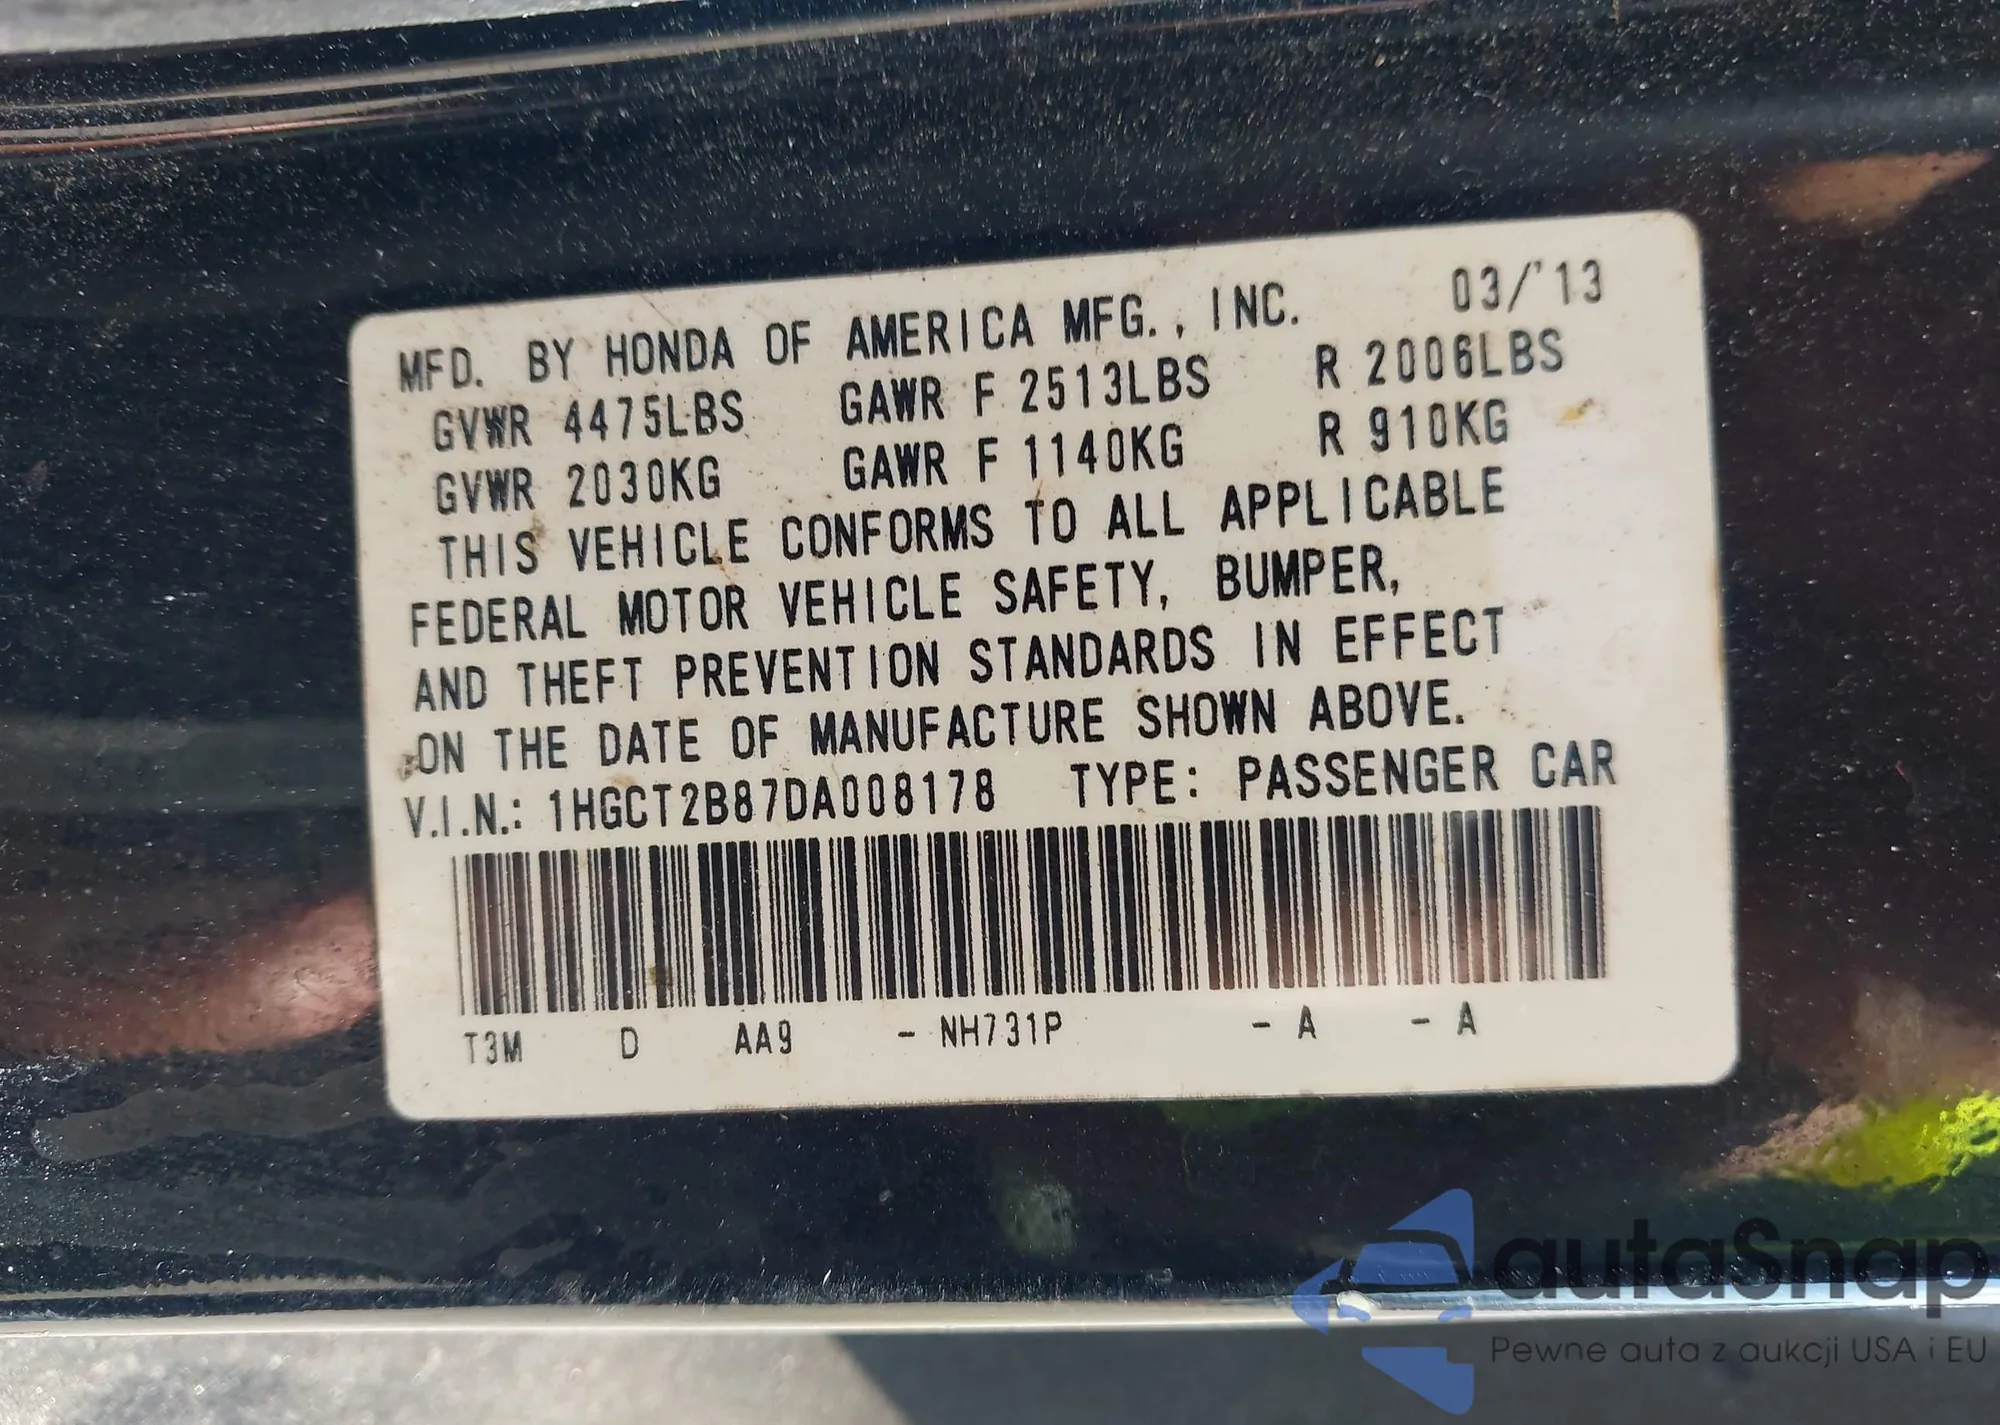 MFD. BY HONDA OF AMERICA MFG., INC. 03/'13
GVWR 4475LBS GAWR F 2513LBS R 2006LBS
GVWR 2030KG GAWR F 1140KG R 910KG
THIS VEHICLE CONFORMS TO ALL APPLICABLE
FEDERAL MOTOR VEHICLE SAFETY, BUMPER,
AND THEFT PREVENTION STANDARDS IN EFFECT
ON THE DATE OF MANUFACTURE SHOWN ABOVE.
V.I.N.: 1HGCT2B87DA008178 TYPE: PASSENGER CAR
T3M D AA9 - NH731P - A - A
autaSnap
Pewne auta z aukcji USA i EU